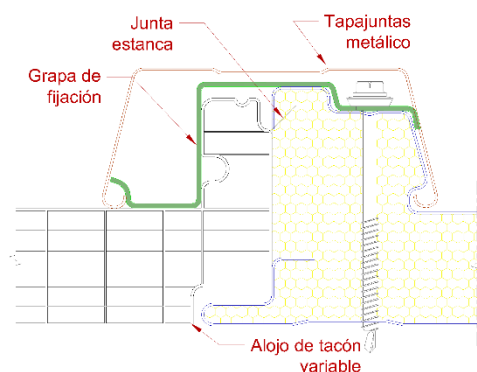 Junta
estanca
Tapajuntas
metálico
Grapa de
fijación
Alojo de tacón
variable